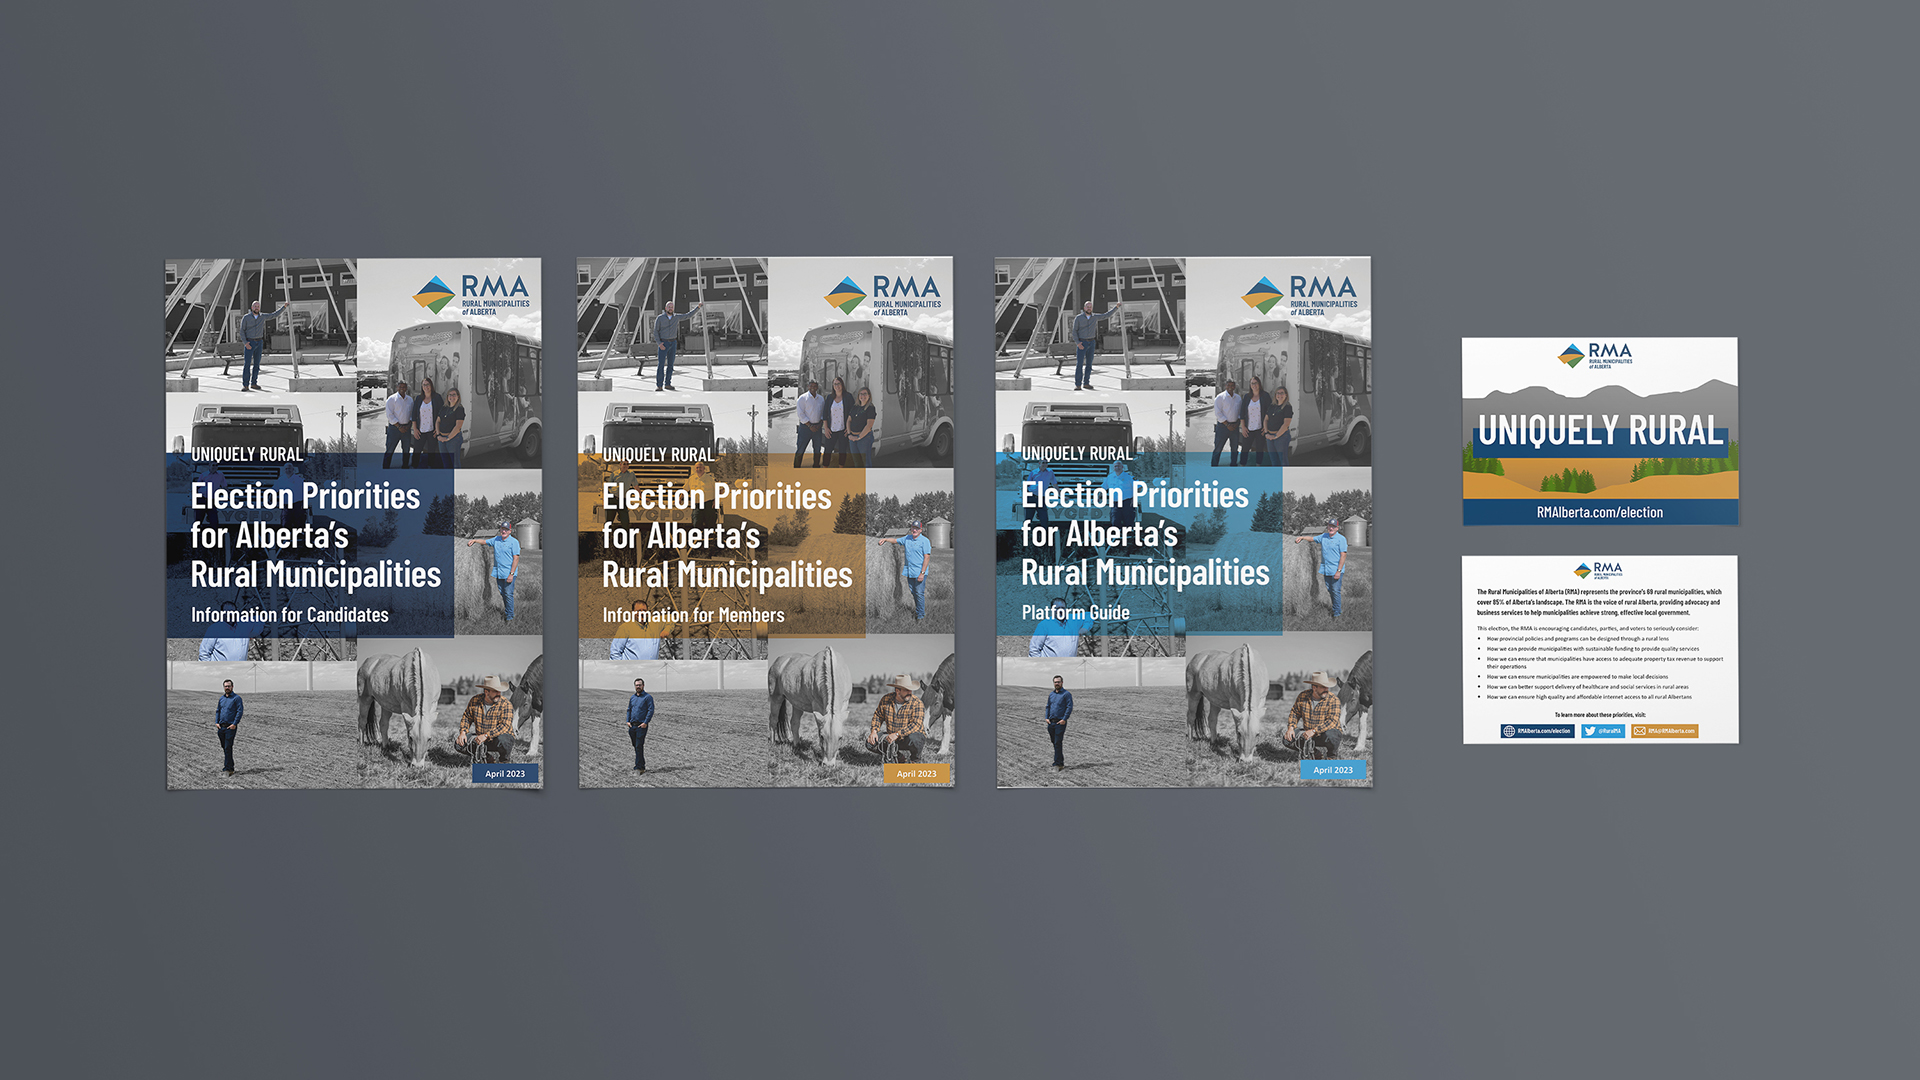 RMA
RURAL MUNICIPALITIES
of ALBERTA
UNIQUELY RURAL
Election Priorities
for Alberta's
Rural Municipalities
Information for Candidates
April 2023
RMA
RURAL MUNICIPALITIES
of ALBERTA
UNIQUELY RURAL
Election Priorities
for Alberta's
Rural Municipalities
Information for Members
April 2023
RMA
RURAL MUNICIPALITIES
of ALBERTA
UNIQUELY RURAL
Election Priorities
for Alberta's
Rural Municipalities
Platform Guide
April 2023
RMA
RURAL MUNICIPALITIES
of ALBERTA
UNIQUELY RURAL
RMAlberta.com/election
RMA
RURAL MUNICIPALITIES
of ALBERTA
The Rural Municipalities of Alberta (RMA) represents the province's 69 rural municipalities, which
cover 85% of Alberta's landscape. The RMA is the voice of rural Alberta, providing advocacy and
business services to help municipalities achieve strong, effective local government.
This election, the RMA is encouraging candidates, parties, and voters to seriously consider:
• How provincial policies and programs can be designed through a rural lens
• How we can provide municipalities with sustainable funding to provide quality services
• How we can ensure that municipalities have access to adequate property tax revenue to support
their operations
• How we can ensure municipalities are empowered to make local decisions
• How we can better support delivery of healthcare and social services in rural areas
• How we can ensure high quality and affordable internet access to all rural Albertans
To learn more about these priorities, visit:
RMAlberta.com/election
@RuralMA
RMA@RMAlberta.com